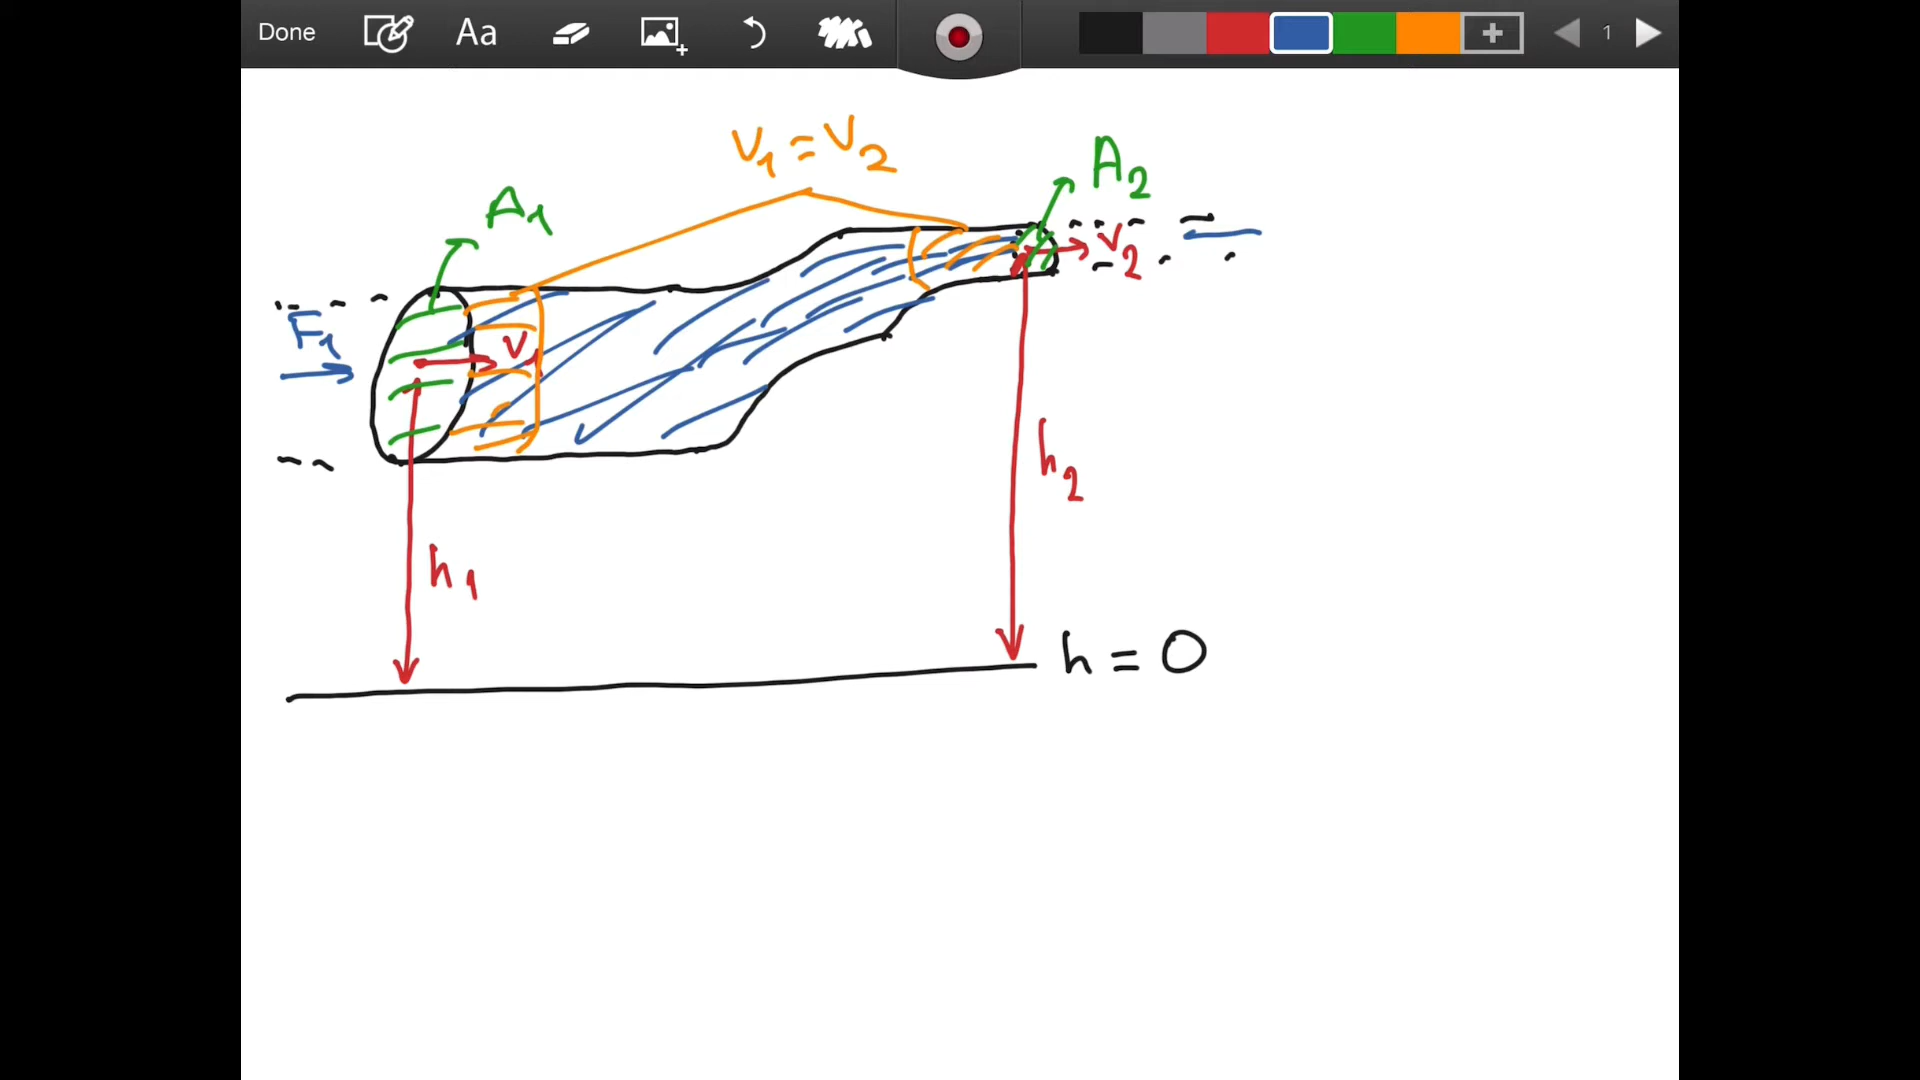 Done
Aa
1
V₁ = V₂
A₂
A₁
V₂
F₁
V₁
h₂
h₁
h = 0